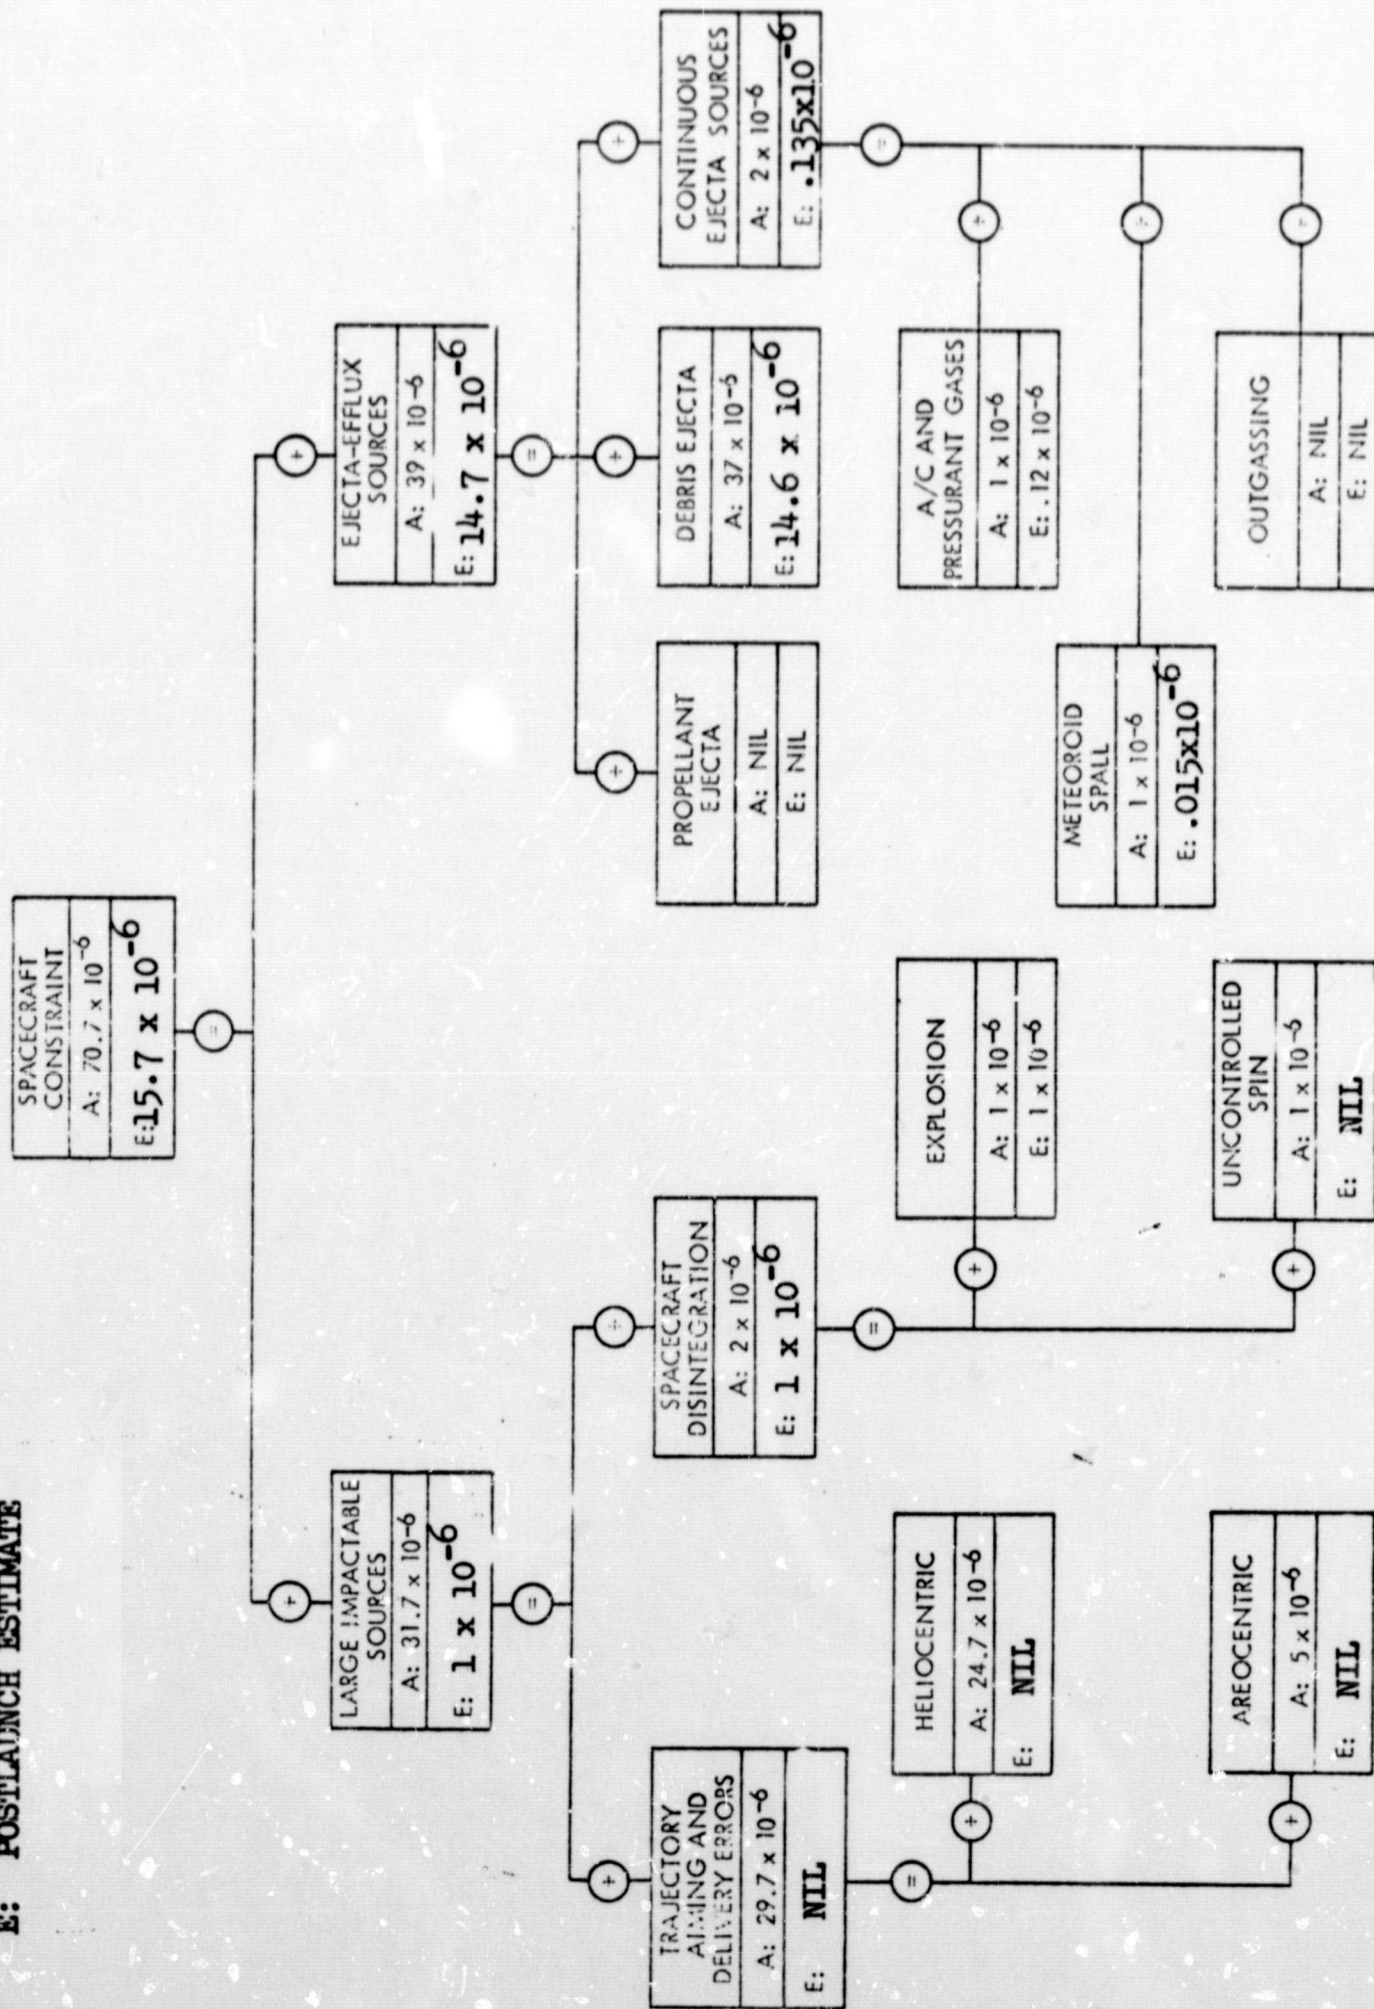 E: POSTLAUNCH ESTIMATE
SPACECRAFT
CONSTRAINT
A: 70.7 x 10⁻⁶
E: 15.7 x 10⁻⁶
=
+
LARGE IMPACTABLE
SOURCES
A: 31.7 x 10⁻⁶
E: 1 x 10⁻⁶
=
+
EJECTA-EFFLUX
SOURCES
A: 39 x 10⁻⁶
E: 14.7 x 10⁻⁶
=
+
TRAJECTORY
AIMING AND
DELIVERY ERRORS
A: 29.7 x 10⁻⁶
E: NIL
=
+
SPACECRAFT
DISINTEGRATION
A: 2 x 10⁻⁶
E: 1 x 10⁻⁶
=
+
PROPELLANT
EJECTA
A: NIL
E: NIL
+
DEBRIS EJECTA
A: 37 x 10⁻⁶
E: 14.6 x 10⁻⁶
+
CONTINUOUS
EJECTA SOURCES
A: 2 x 10⁻⁶
E: .135x10⁻⁶
=
+
HELIOCENTRIC
A: 24.7 x 10⁻⁶
E: NIL
+
EXPLOSION
A: 1 x 10⁻⁶
E: 1 x 10⁻⁶
+
A/C AND
PRESSURANT GASES
A: 1 x 10⁻⁶
E: .12 x 10⁻⁶
+
METEOROID
SPALL
A: 1 x 10⁻⁶
E: .015x10⁻⁶
+
AREOCENTRIC
A: 5 x 10⁻⁶
E: NIL
+
UNCONTROLLED
SPIN
A: 1 x 10⁻⁶
E: NIL
+
OUTGASSING
A: NIL
E: NIL